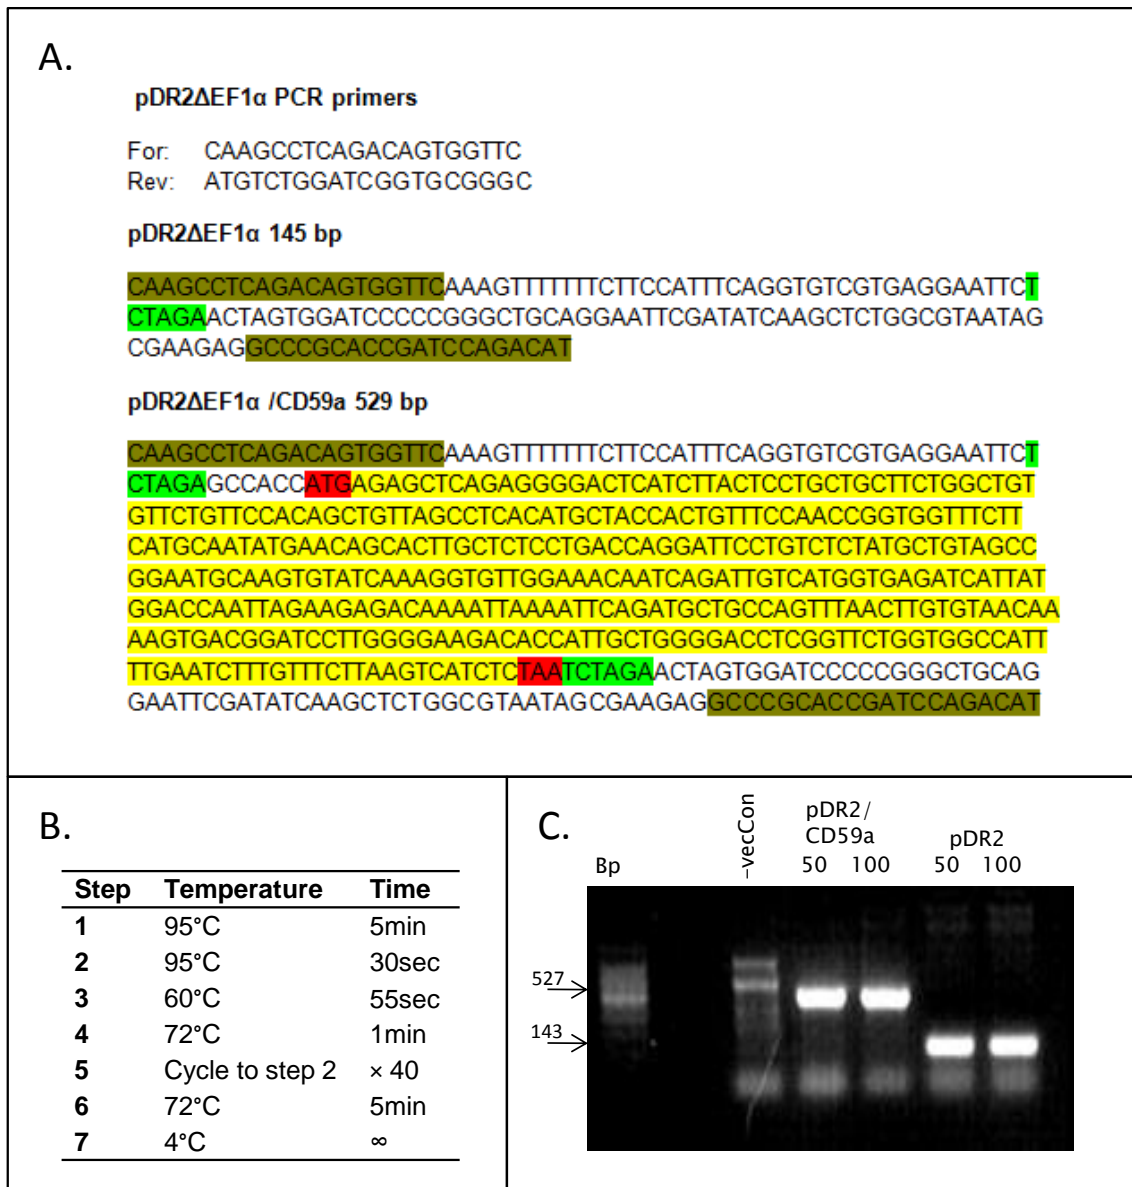 A.
pDR2ΔEF1α PCR primers
For: CAAGCCTCAGACAGTGGTTC
Rev: ATGTCTGGATCGGTGCGGGC
pDR2ΔEF1α 145 bp
CAAGCCTCAGACAGTGGTTCAAAGTTTTTTTCTTCCATTTCAGGTGTCGTGAGGAATTCT
CTAGAACTAGTGGATCCCCCGGGCTGCAGGAATTCGATATCAAGCTCTGGCGTAATAG
CGAAGAGGCCCGCACCGATCCAGACAT
pDR2ΔEF1α /CD59a 529 bp
CAAGCCTCAGACAGTGGTTCAAAGTTTTTTTCTTCCATTTCAGGTGTCGTGAGGAATTCT
CTAGAGCCACCATGAGAGCTCAGAGGGGACTCATCTTACTCCTGCTGCTTCTGGCTGT
GTTCTGTTCCACAGCTGTTAGCCTCACATGCTACCACTGTTTCCAACCGGTGGTTTCTT
CATGCAATATGAACAGCACTTGCTCTCCTGACCAGGATTCCTGTCTCTATGCTGTAGCC
GGAATGCAAGTGTATCAAAGGTGTTGGAAACAATCAGATTGTCATGGTGAGATCATTAT
GGACCAATTAGAAGAGACAAAATTAAAATTCAGATGCTGCCAGTTTAACTTGTGTAACAA
AAGTGACGGATCCTTGGGGAAGACACCATTGCTGGGGACCTCGGTTCTGGTGGCCATT
TTGAATCTTTGTTTCTTAAGTCATCTCTAATCTAGAACTAGTGGATCCCCCGGGCTGCAG
GAATTCGATATCAAGCTCTGGCGTAATAGCGAAGAGGCCCGCACCGATCCAGACAT
B.
Step Temperature Time
1 95°C 5min
2 95°C 30sec
3 60°C 55sec
4 72°C 1min
5 Cycle to step 2 × 40
6 72°C 5min
7 4°C ∞
C.
Bp
-vecCon
pDR2/
CD59a
50 100
pDR2
50 100
527
143